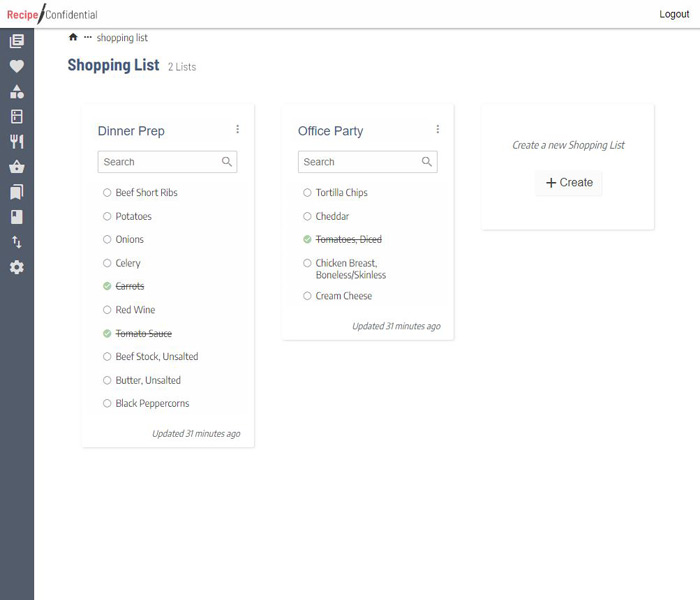 Recipe/Confidential
Logout
shopping list
Shopping List 2 Lists
Dinner Prep
Search
Beef Short Ribs
Potatoes
Onions
Celery
Carrots
Red Wine
Tomato Sauce
Beef Stock, Unsalted
Butter, Unsalted
Black Peppercorns
Updated 31 minutes ago
Office Party
Search
Tortilla Chips
Cheddar
Tomatoes, Diced
Chicken Breast,
Boneless/Skinless
Cream Cheese
Updated 31 minutes ago
Create a new Shopping List
+ Create